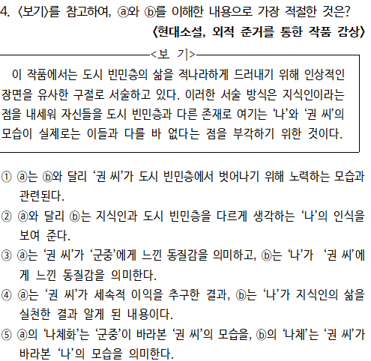 4. <보기>를 참고하여, ⓐ와 ⓑ를 이해한 내용으로 가장 적절한 것은?
<현대소설, 외적 준거를 통한 작품 감상>
<보 기>
이 작품에서는 도시 빈민층의 삶을 적나라하게 드러내기 위해 인상적인
장면을 유사한 구절로 서술하고 있다. 이러한 서술 방식은 지식인이라는
점을 내세워 자신들을 도시 빈민층과 다른 존재로 여기는 ‘나’와 ‘권 씨’의
모습이 실제로는 이들과 다를 바 없다는 점을 부각하기 위한 것이다.
① ⓐ는 ⓑ와 달리 ‘권 씨’가 도시 빈민층에서 벗어나기 위해 노력하는 모습과
관련된다.
② ⓐ와 달리 ⓑ는 지식인과 도시 빈민층을 다르게 생각하는 ‘나’의 인식을
보여 준다.
③ ⓐ는 ‘권 씨’가 ‘군중’에게 느낀 동질감을 의미하고, ⓑ는 ‘나’가 ‘권 씨’에
게 느낀 동질감을 의미한다.
④ ⓐ는 ‘권 씨’가 세속적 이익을 추구한 결과, ⓑ는 ‘나’가 지식인의 삶을
실천한 결과 알게 된 내용이다.
⑤ ⓐ의 ‘나체화’는 ‘군중’이 바라본 ‘권 씨’의 모습을, ⓑ의 ‘나체’는 ‘권 씨’가
바라본 ‘나’의 모습을 의미한다.